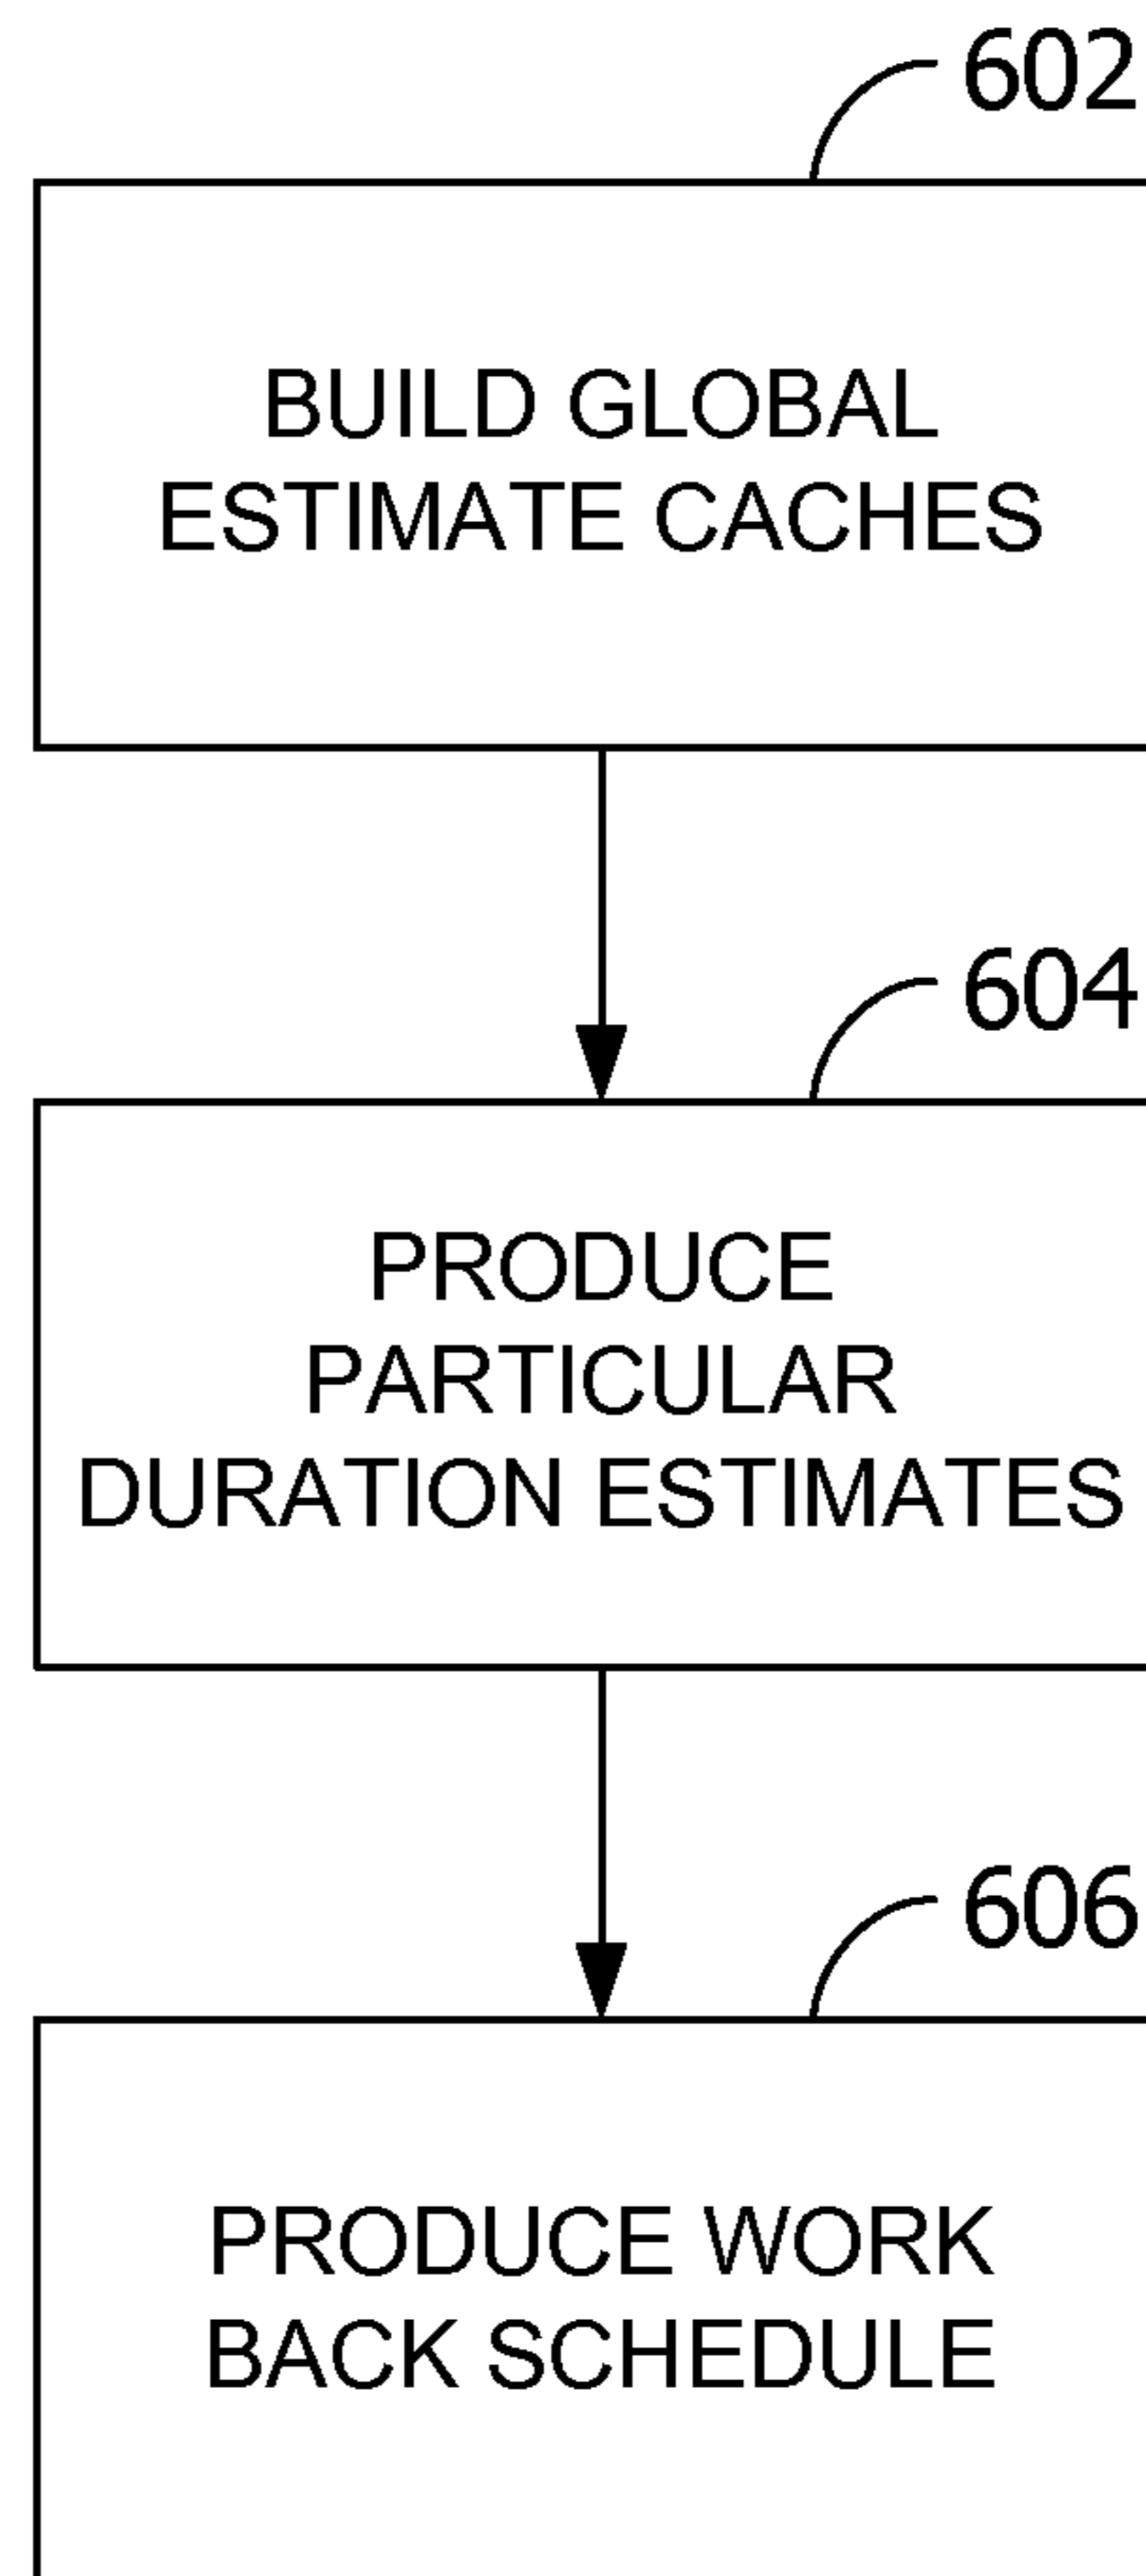 602
BUILD GLOBAL
ESTIMATE CACHES
604
PRODUCE
PARTICULAR
DURATION ESTIMATES
606
PRODUCE WORK
BACK SCHEDULE